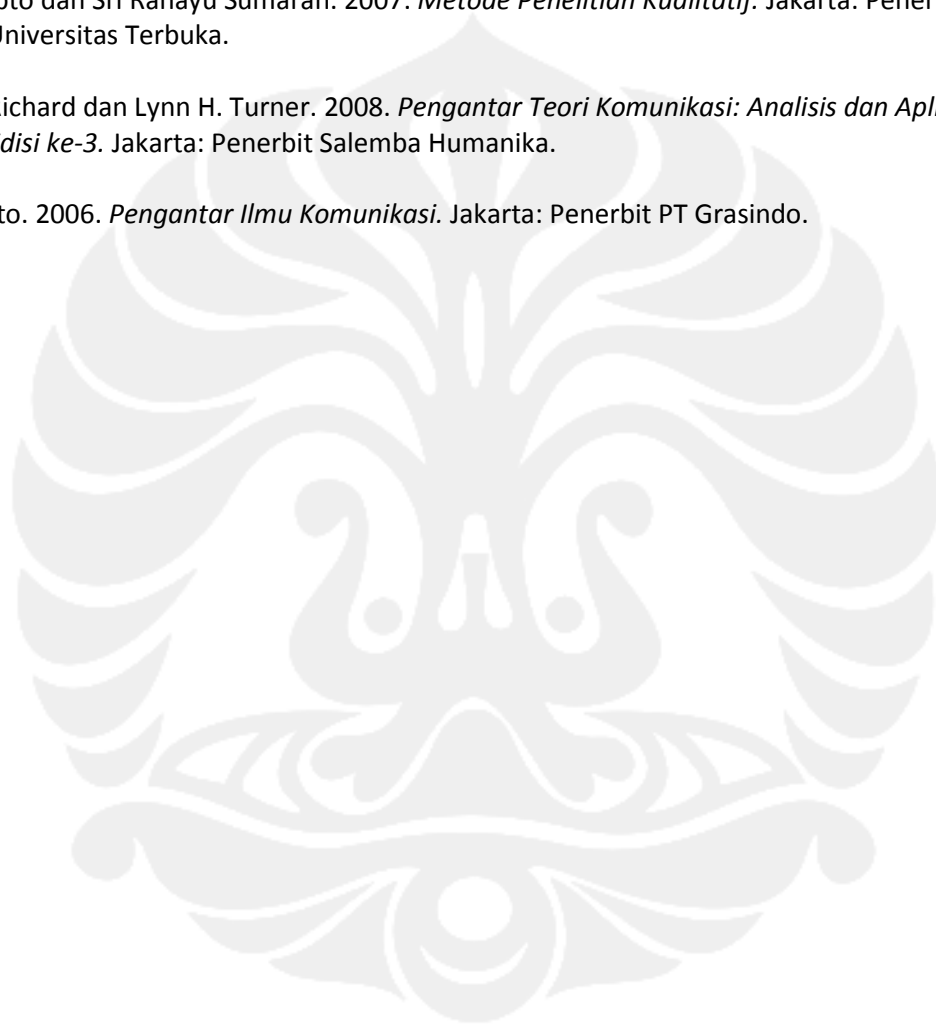 oto dan Sri Rahayu Sumarah. 2007. Metode Penelitian Kualitatif. Jakarta: Pener
Universitas Terbuka.
Richard dan Lynn H. Turner. 2008. Pengantar Teori Komunikasi: Analisis dan Apli
disi ke-3. Jakarta: Penerbit Salemba Humanika.
to. 2006. Pengantar Ilmu Komunikasi. Jakarta: Penerbit PT Grasindo.